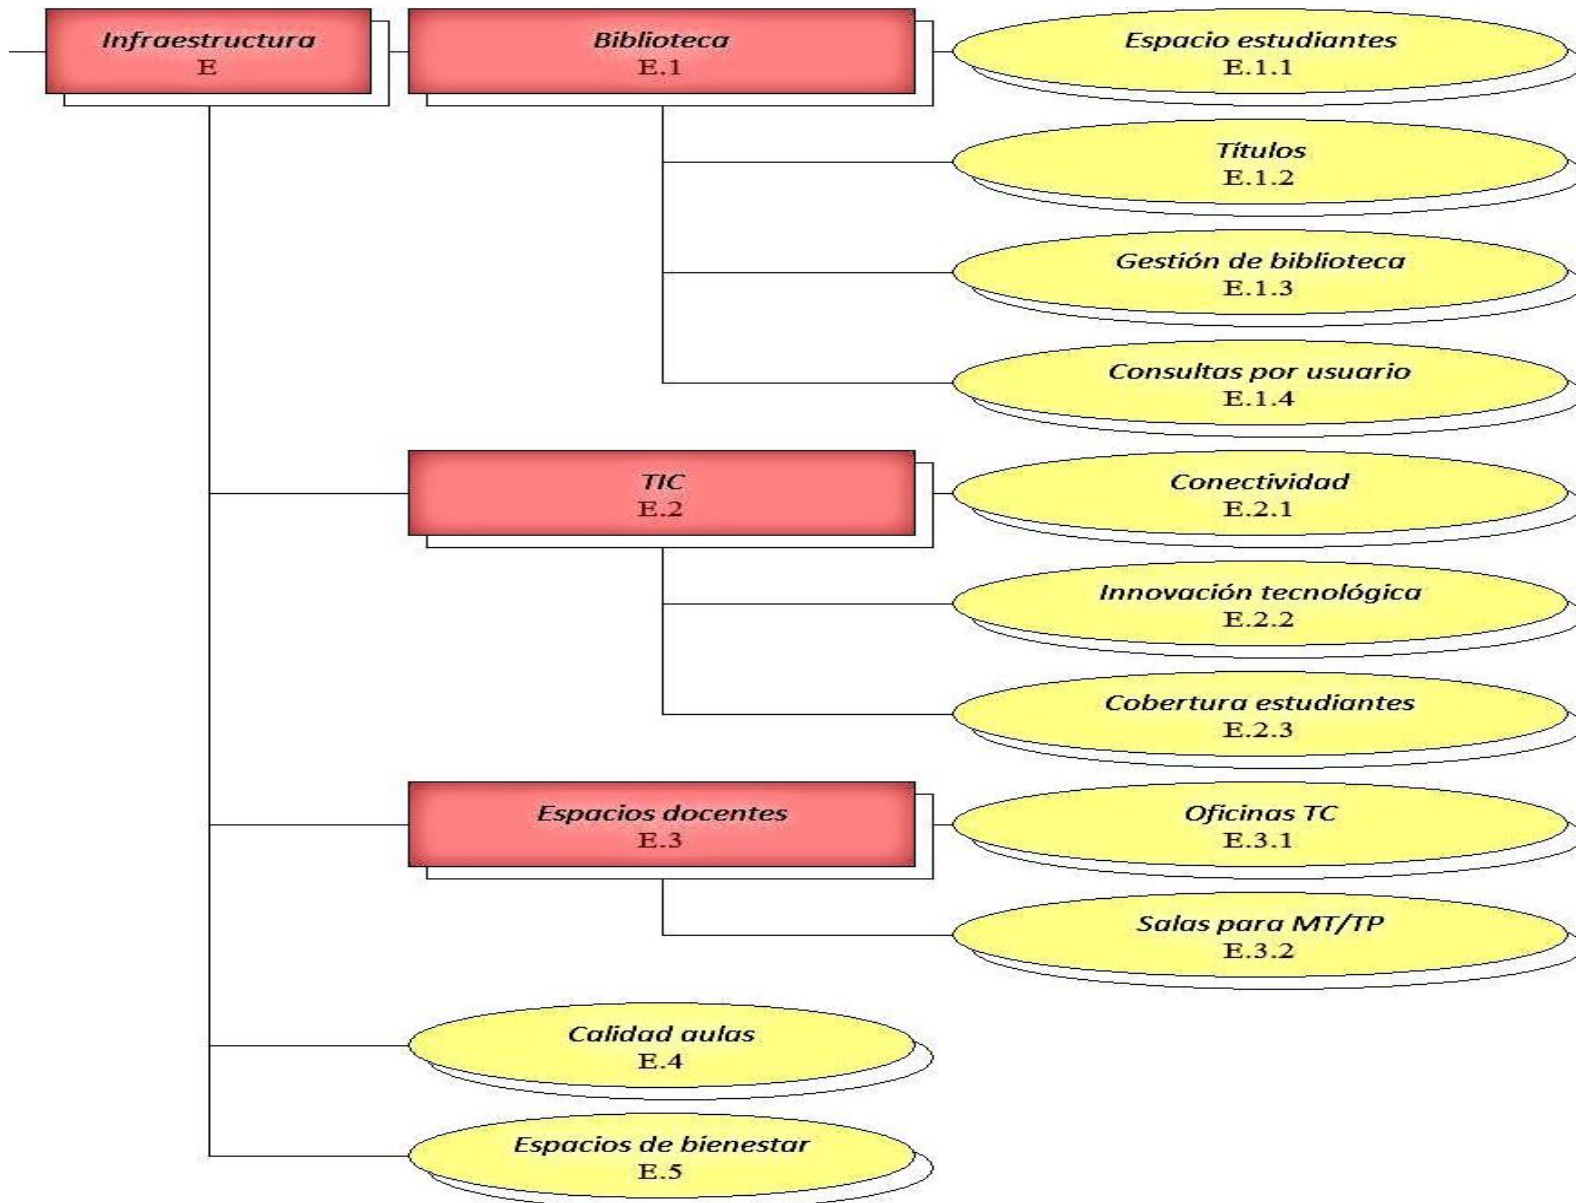 Infraestructura
E
Biblioteca
E.1
Espacio estudiantes
E.1.1
Títulos
E.1.2
Gestión de biblioteca
E.1.3
Consultas por usuario
E.1.4
TIC
E.2
Conectividad
E.2.1
Innovación tecnológica
E.2.2
Cobertura estudiantes
E.2.3
Espacios docentes
E.3
Oficinas TC
E.3.1
Salas para MT/TP
E.3.2
Calidad aulas
E.4
Espacios de bienestar
E.5